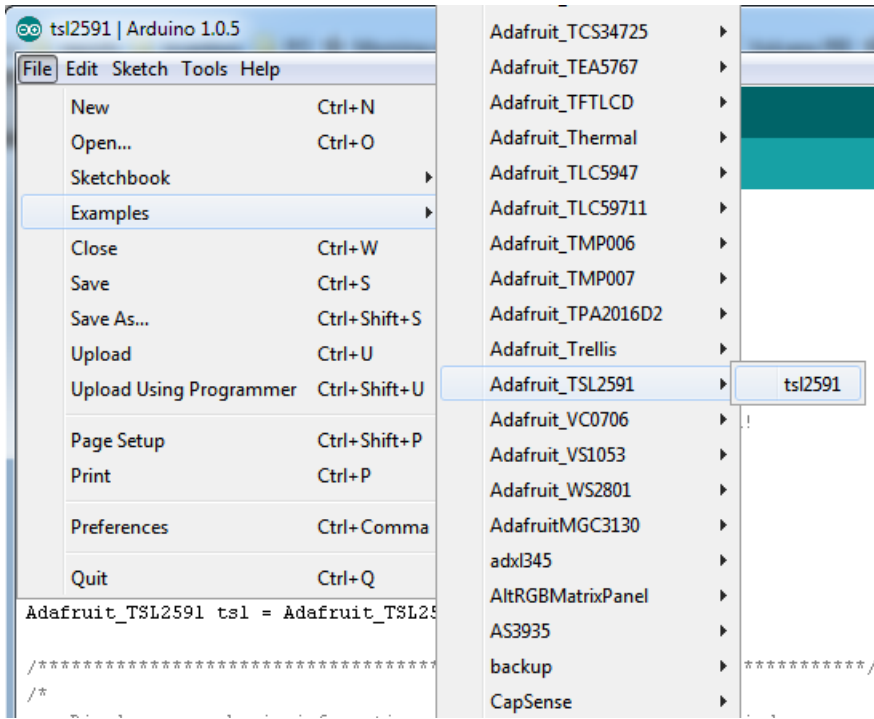 tsl2591 | Arduino 1.0.5
File Edit Sketch Tools Help
New Ctrl+N
Open... Ctrl+O
Sketchbook
Examples
Close Ctrl+W
Save Ctrl+S
Save As... Ctrl+Shift+S
Upload Ctrl+U
Upload Using Programmer Ctrl+Shift+U
Page Setup Ctrl+Shift+P
Print Ctrl+P
Preferences Ctrl+Comma
Quit Ctrl+Q
Adafruit_TCS34725
Adafruit_TEA5767
Adafruit_TFTLCD
Adafruit_Thermal
Adafruit_TLC5947
Adafruit_TLC59711
Adafruit_TMP006
Adafruit_TMP007
Adafruit_TPA2016D2
Adafruit_Trellis
Adafruit_TSL2591
Adafruit_VC0706
Adafruit_VS1053
Adafruit_WS2801
AdafruitMGC3130
adxl345
AltRGBMatrixPanel
AS3935
backup
CapSense
tsl2591
Adafruit_TSL2591 tsl = Adafruit_TSL25
/************************************ ***********/
/*